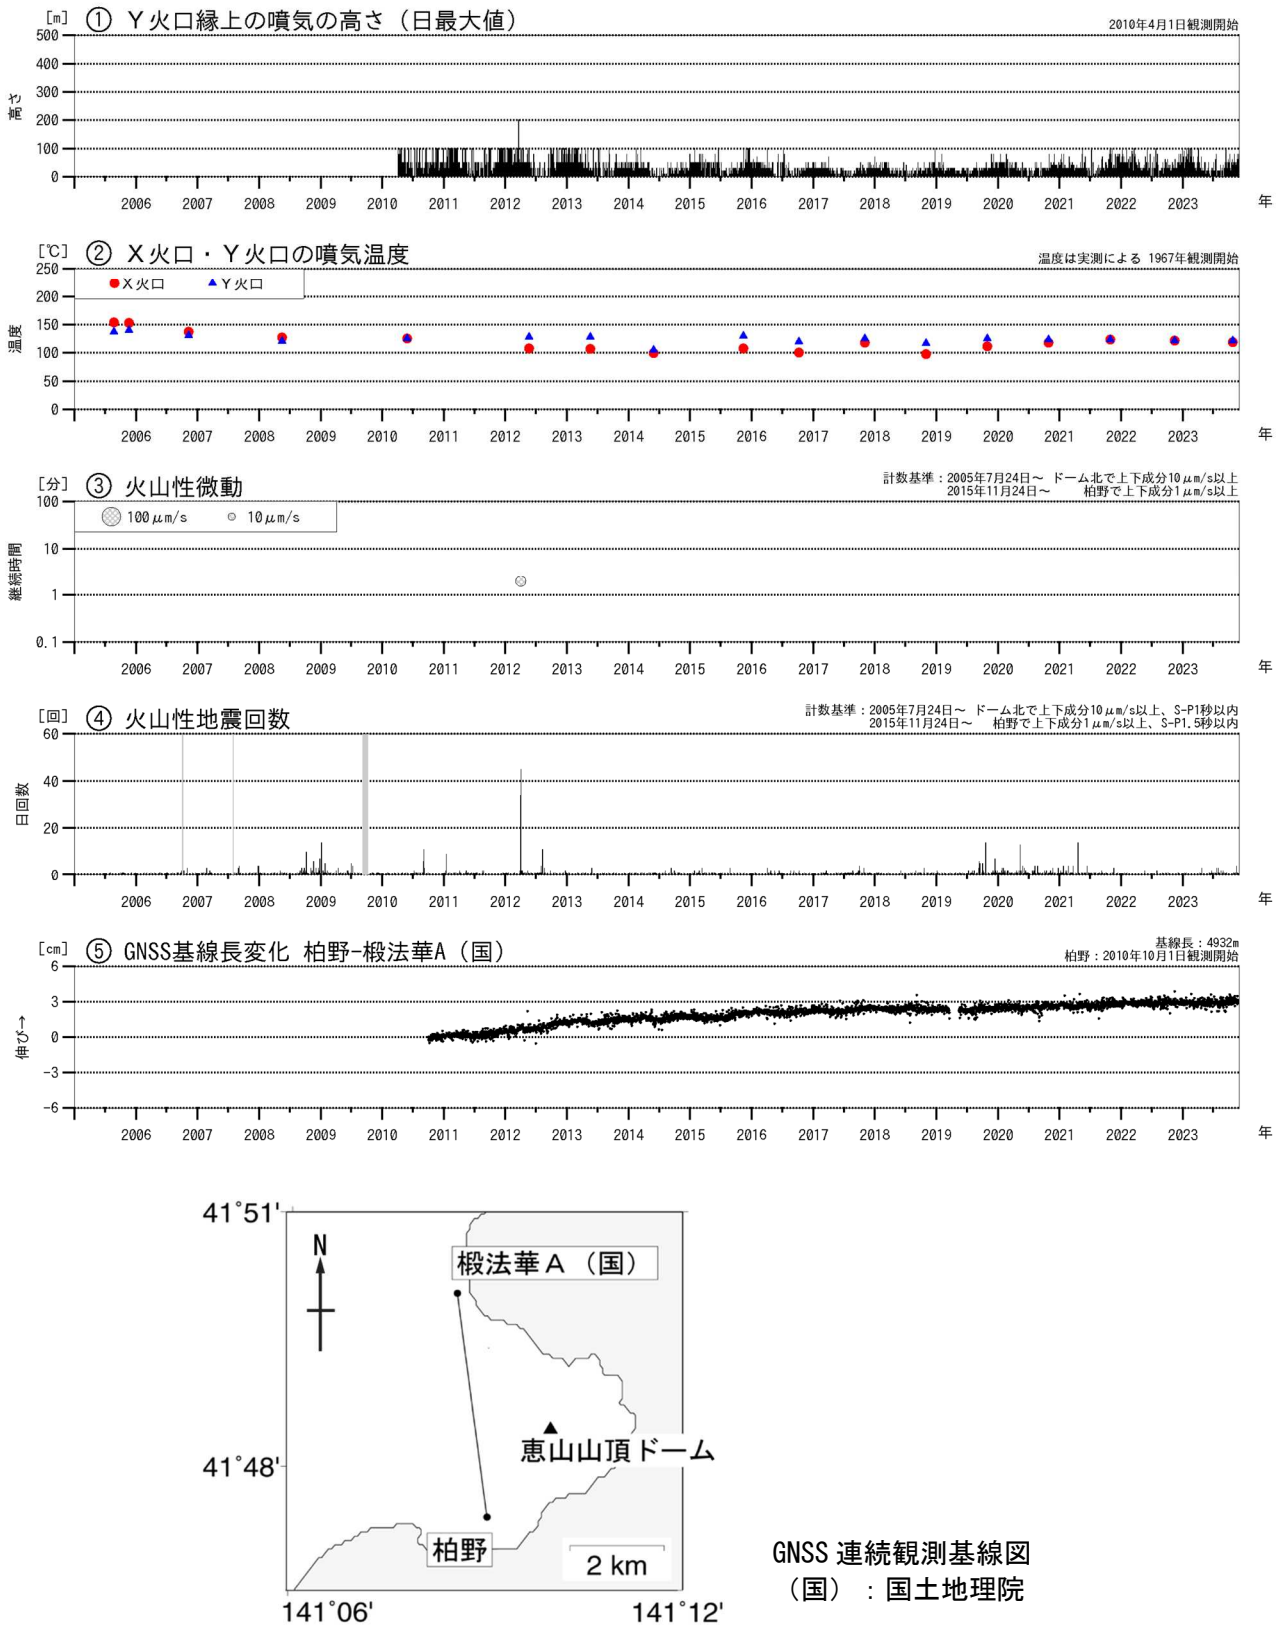 [m] ① Y火口縁上の噴気の高さ（日最大値）
2010年4月1日観測開始
500
400
300
200
100
0
高さ
2006 2007 2008 2009 2010 2011 2012 2013 2014 2015 2016 2017 2018 2019 2020 2021 2022 2023 年
[℃] ② X火口・Y火口の噴気温度
温度は実測による 1967年観測開始
250
X火口 Y火口
200
150
100
50
0
温度
2006 2007 2008 2009 2010 2011 2012 2013 2014 2015 2016 2017 2018 2019 2020 2021 2022 2023 年
[分] ③ 火山性微動
計数基準：2005年7月24日～ ドーム北で上下成分10μm/s以上
2015年11月24日～ 柏野で上下成分1μm/s以上
100
100μm/s 10μm/s
10
1
0.1
継続時間
2006 2007 2008 2009 2010 2011 2012 2013 2014 2015 2016 2017 2018 2019 2020 2021 2022 2023 年
[回] ④ 火山性地震回数
計数基準：2005年7月24日～ ドーム北で上下成分10μm/s以上、S-P1秒以内
2015年11月24日～ 柏野で上下成分1μm/s以上、S-P1.5秒以内
60
40
20
0
日回数
2006 2007 2008 2009 2010 2011 2012 2013 2014 2015 2016 2017 2018 2019 2020 2021 2022 2023 年
[cm] ⑤ GNSS基線長変化 柏野-椴法華A（国）
基線長：4932m
柏野：2010年10月1日観測開始
6
3
0
-3
-6
伸び→
2006 2007 2008 2009 2010 2011 2012 2013 2014 2015 2016 2017 2018 2019 2020 2021 2022 2023 年
41°51'
N
椴法華A（国）
恵山山頂ドーム
41°48'
柏野
2 km
141°06' 141°12'
GNSS 連続観測基線図
（国）：国土地理院